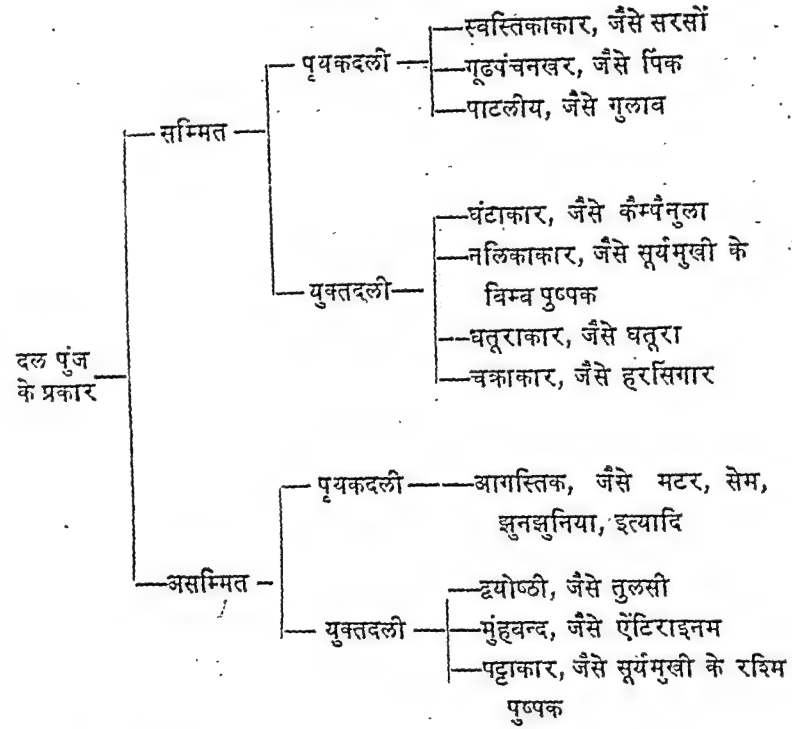 स्वस्तिकाकार, जैसे सरसों
पृथकदली
गूढपंचनखर, जैसे पिंक
पाटलीय, जैसे गुलाव
सम्मित
घंटाकार, जैसे कैम्पैनुला
नलिकाकार, जैसे सूर्यमुखी के
विम्व पुष्पक
युक्तदली
दल पुंज
के प्रकार
धतूराकार, जैसे धतूरा
चक्राकार, जैसे हरसिगार
पृथकदली
आगस्तिक, जैसे मटर, सेम,
झुनझुनिया, इत्यादि
असम्मित
द्वयोष्ठी, जैसे तुलसी
युक्तदली
मुंहवन्द, जैसे ऐंटिराइनम
पट्टाकार, जैसे सूर्यमुखी के रश्मि
पुष्पक